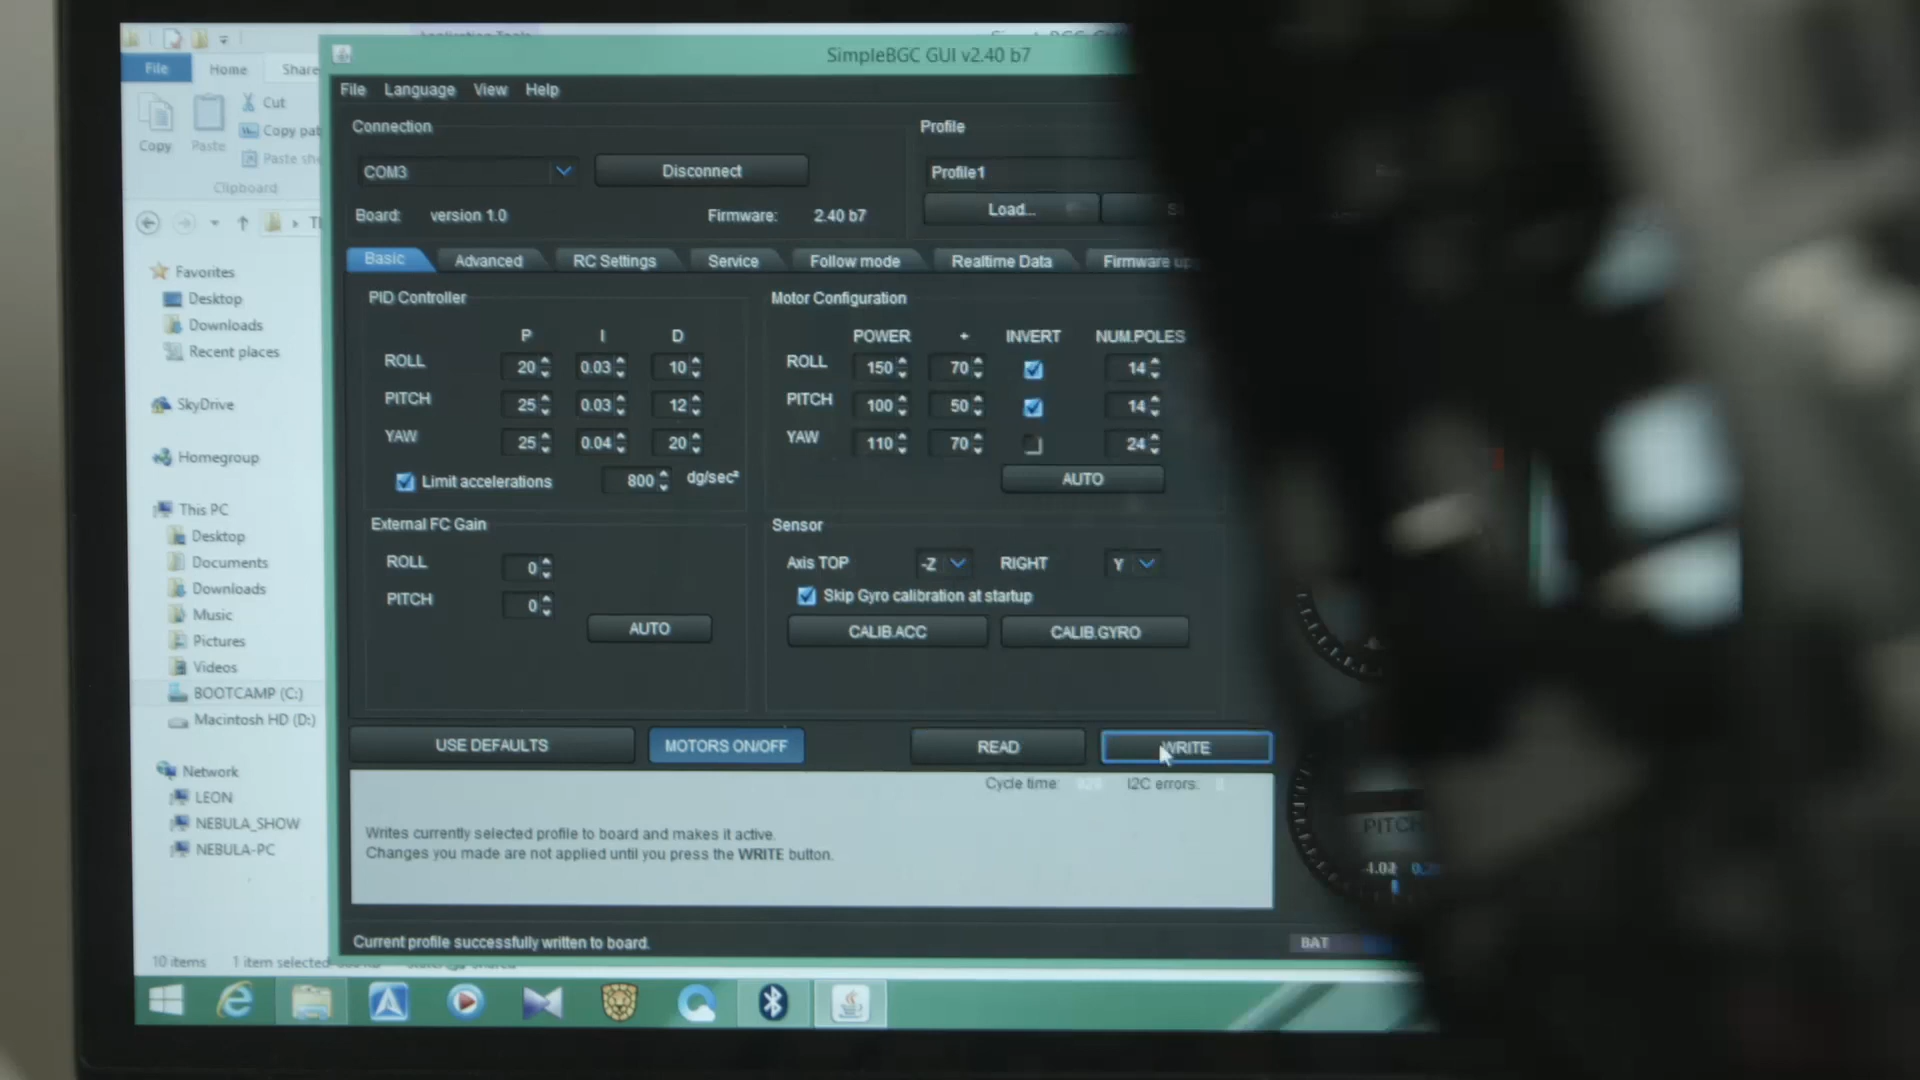 SimpleBGC GUI v2.40 b7
File
Home
Share
Cut
Copy
Paste
Clipboard
File Language View Help
Connection
Profile
COM3
Disconnect
Profile1
Board: version 1.0
Firmware: 2.40 b7
Load...
Basic
Advanced
RC Settings
Service
Follow mode
Realtime Data
Firmware
Favorites
Desktop
Downloads
Recent places
SkyDrive
Homegroup
This PC
Desktop
Documents
Downloads
Music
Pictures
Videos
BOOTCAMP (C:)
Macintosh HD (D:)
Network
LEON
NEBULA_SHOW
NEBULA-PC
10 items 1 item selected
PID Controller
P I D
ROLL 20 0.03 10
PITCH 25 0.03 12
YAW 25 0.04 20
Limit accelerations 800 dg/sec²
Motor Configuration
POWER + INVERT NUM.POLES
ROLL 150 70 14
PITCH 100 50 14
YAW 110 70 24
AUTO
External FC Gain
ROLL 0
PITCH 0
AUTO
Sensor
Axis TOP -Z RIGHT Y
Skip Gyro calibration at startup
CALIB.ACC
CALIB.GYRO
USE DEFAULTS
MOTORS ON/OFF
READ
WRITE
Cycle time: I2C errors:
Writes currently selected profile to board and makes it active.
Changes you made are not applied until you press the WRITE button.
PITCH
Current profile successfully written to board.
BAT